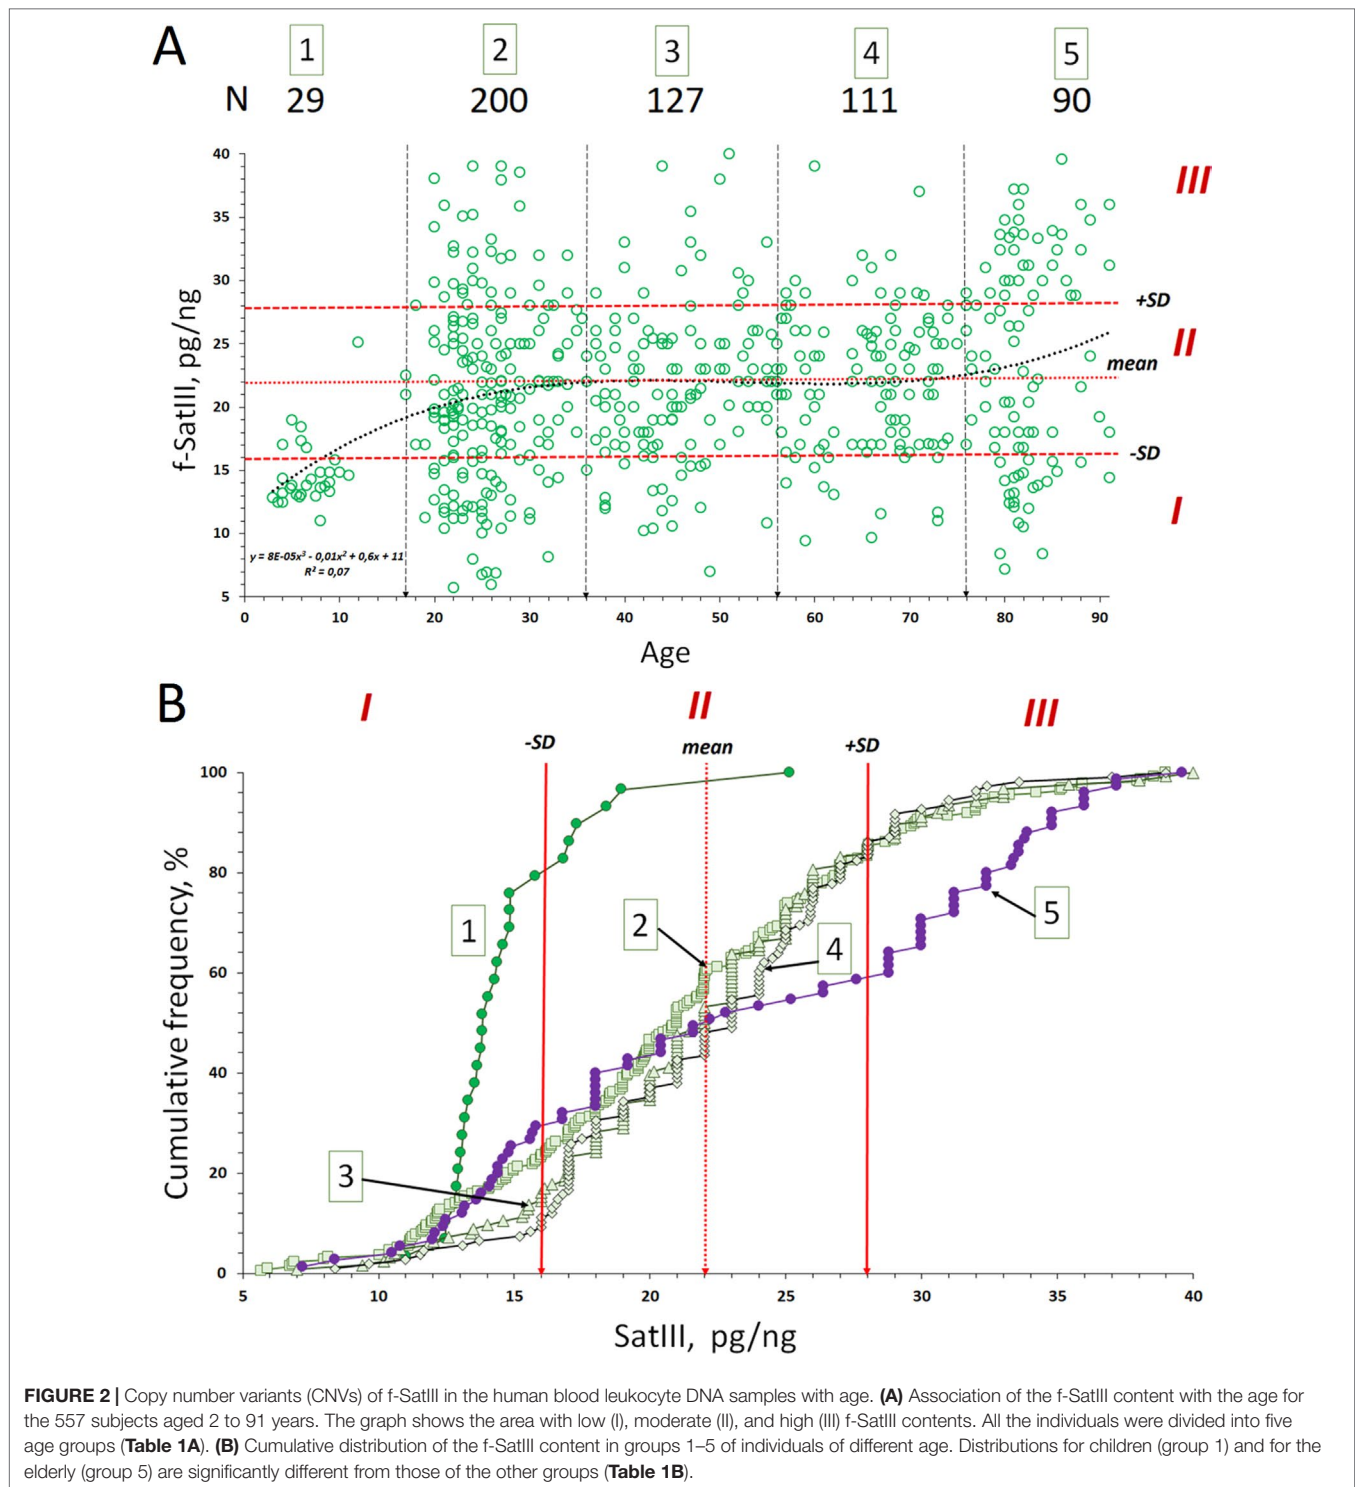 A
1 2 3 4 5
N 29 200 127 111 90
40
III
35
f-SatIII, pg/ng
30
+SD
25
II
mean
20
-SD
15
I
10
y = 8E-05x³ - 0,01x² + 0,6x + 11
R² = 0,07
5
0 10 20 30 40 50 60 70 80 90
Age
B
I II III
-SD mean +SD
100
Cumulative frequency, %
80
1 2 4 5
60
40
3
20
0
5 10 15 20 25 30 35 40
SatIII, pg/ng
FIGURE 2 | Copy number variants (CNVs) of f-SatIII in the human blood leukocyte DNA samples with age. (A) Association of the f-SatIII content with the age for
the 557 subjects aged 2 to 91 years. The graph shows the area with low (I), moderate (II), and high (III) f-SatIII contents. All the individuals were divided into five
age groups (Table 1A). (B) Cumulative distribution of the f-SatIII content in groups 1–5 of individuals of different age. Distributions for children (group 1) and for the
elderly (group 5) are significantly different from those of the other groups (Table 1B).